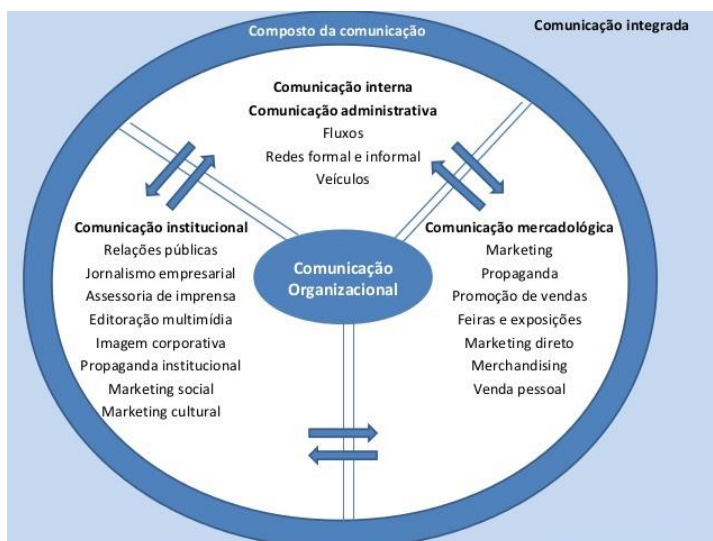 Composto da comunicação
Comunicação integrada
Comunicação interna
Comunicação administrativa
Fluxos
Redes formal e informal
Veículos
Comunicação institucional
Relações públicas
Jornalismo empresarial
Assessoria de imprensa
Editoração multimídia
Imagem corporativa
Propaganda institucional
Marketing social
Marketing cultural
Comunicação
Organizacional
Comunicação mercadológica
Marketing
Propaganda
Promoção de vendas
Feiras e exposições
Marketing direto
Merchandising
Venda pessoal